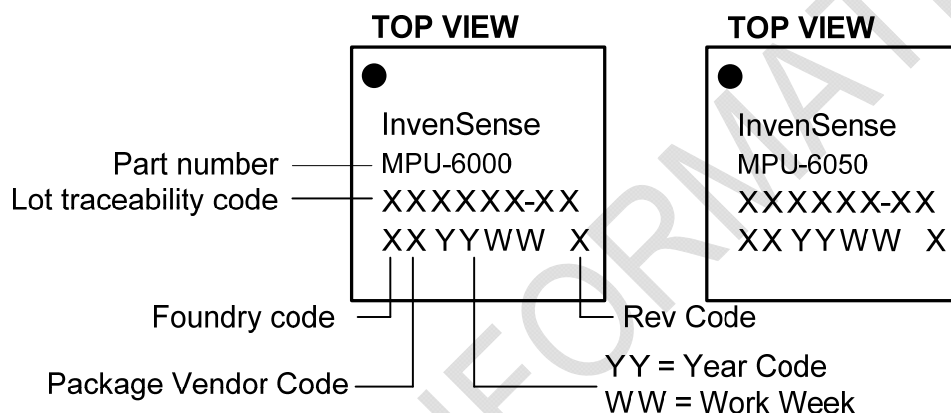 TOP VIEW
TOP VIEW
InvenSense
InvenSense
Part number
MPU-6000
MPU-6050
Lot traceability code
XXXXXX-XX
XXXXXX-XX
XX YYWW X
XX YYWW X
Foundry code
Rev Code
Package Vendor Code
YY = Year Code
WW = Work Week